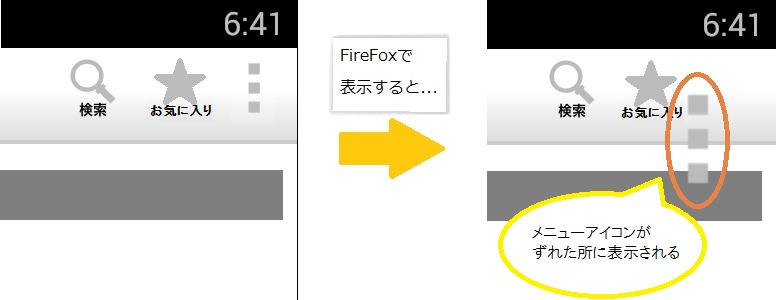 6:41
検索
お気に入り
FireFoxで
表示すると...
6:41
検索
お気に入り
メニューアイコンが
ずれた所に表示される